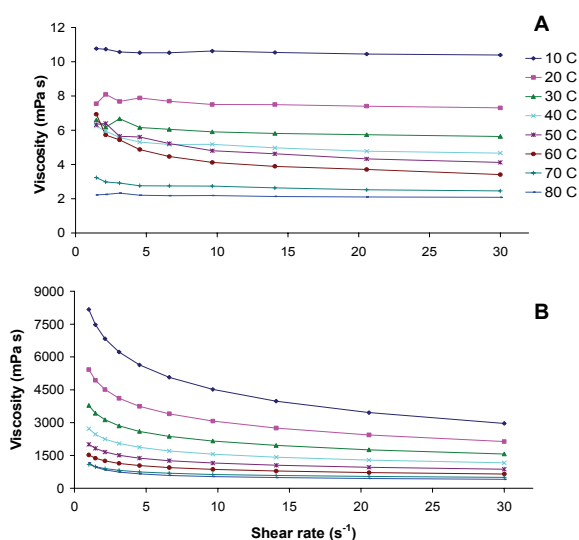 A
12
10
8
6
4
2
0
Viscosity (mPa s)
0 5 10 15 20 25 30
10 C
20 C
30 C
40 C
50 C
60 C
70 C
80 C
B
9000
7500
6000
4500
3000
1500
0
Viscosity (mPa s)
0 5 10 15 20 25 30
Shear rate (s⁻¹)